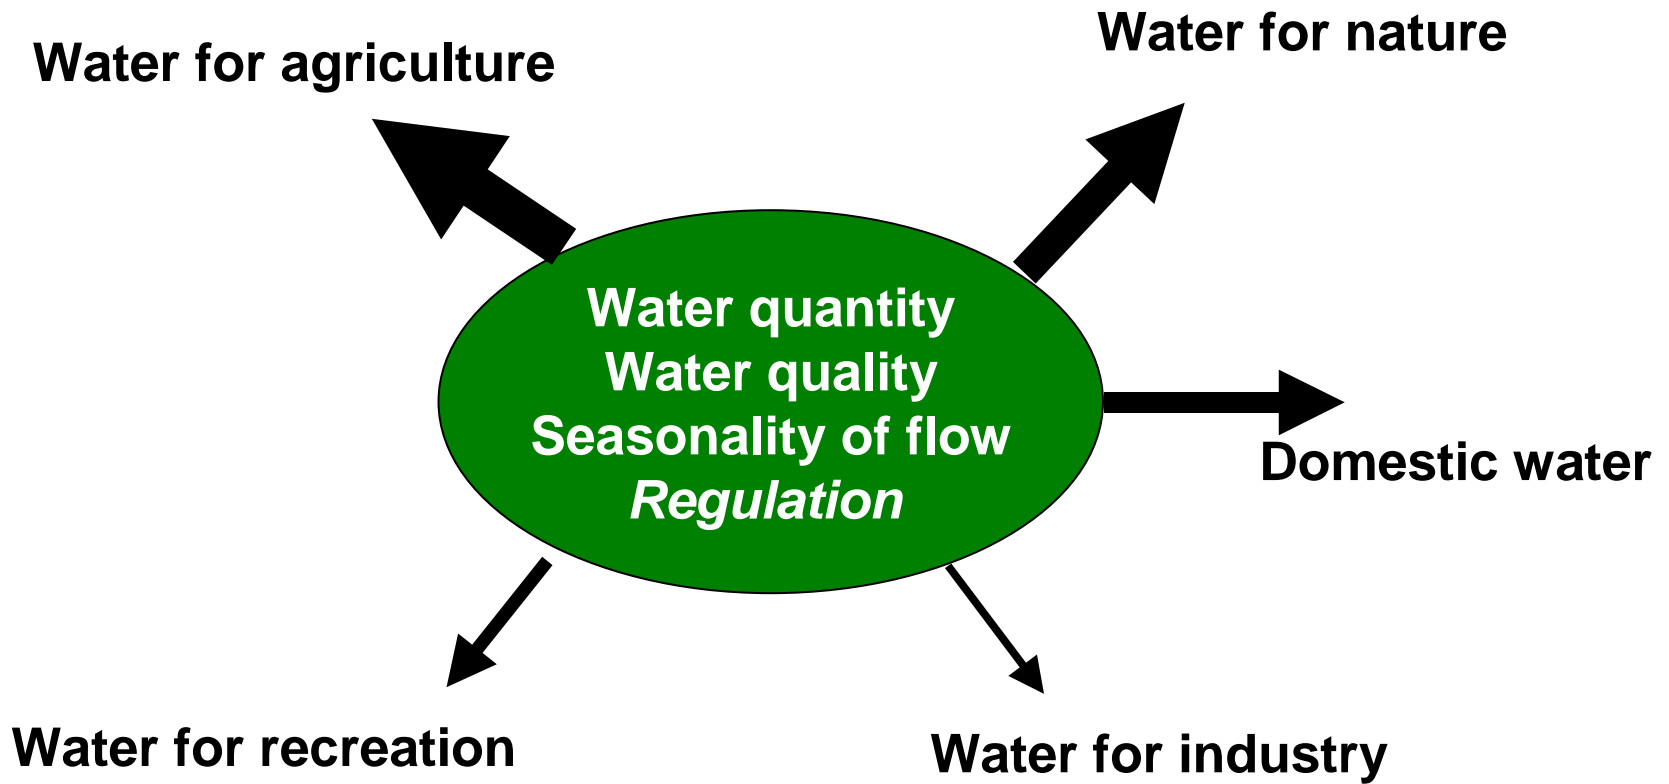 Water for nature
Water for agriculture
Water quantity
Water quality
Seasonality of flow
Regulation
Domestic water
Water for recreation
Water for industry